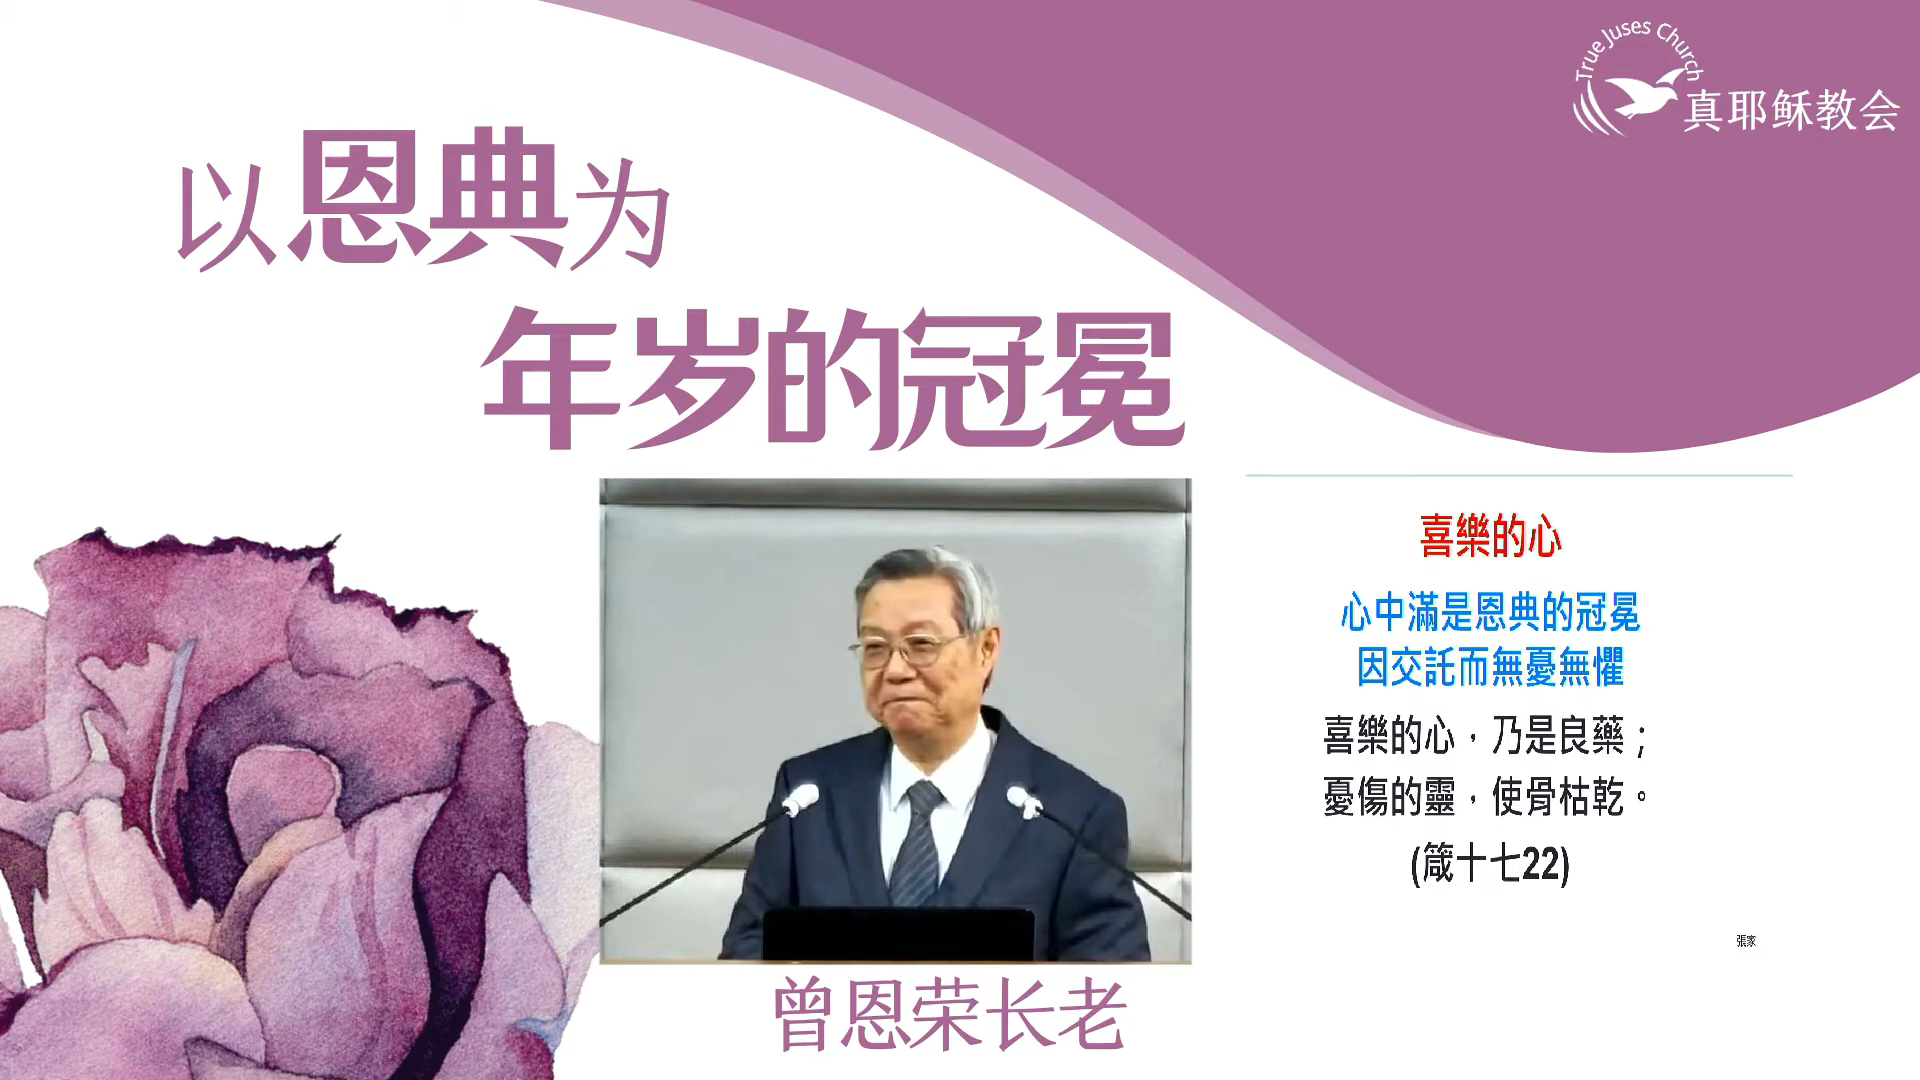 True Juses Church
真耶稣教会
以恩典为
年岁的冠冕
喜樂的心
心中滿是恩典的冠冕
因交託而無憂無懼
喜樂的心，乃是良藥；
憂傷的靈，使骨枯乾。
(箴十七22)
張家
曾恩荣长老